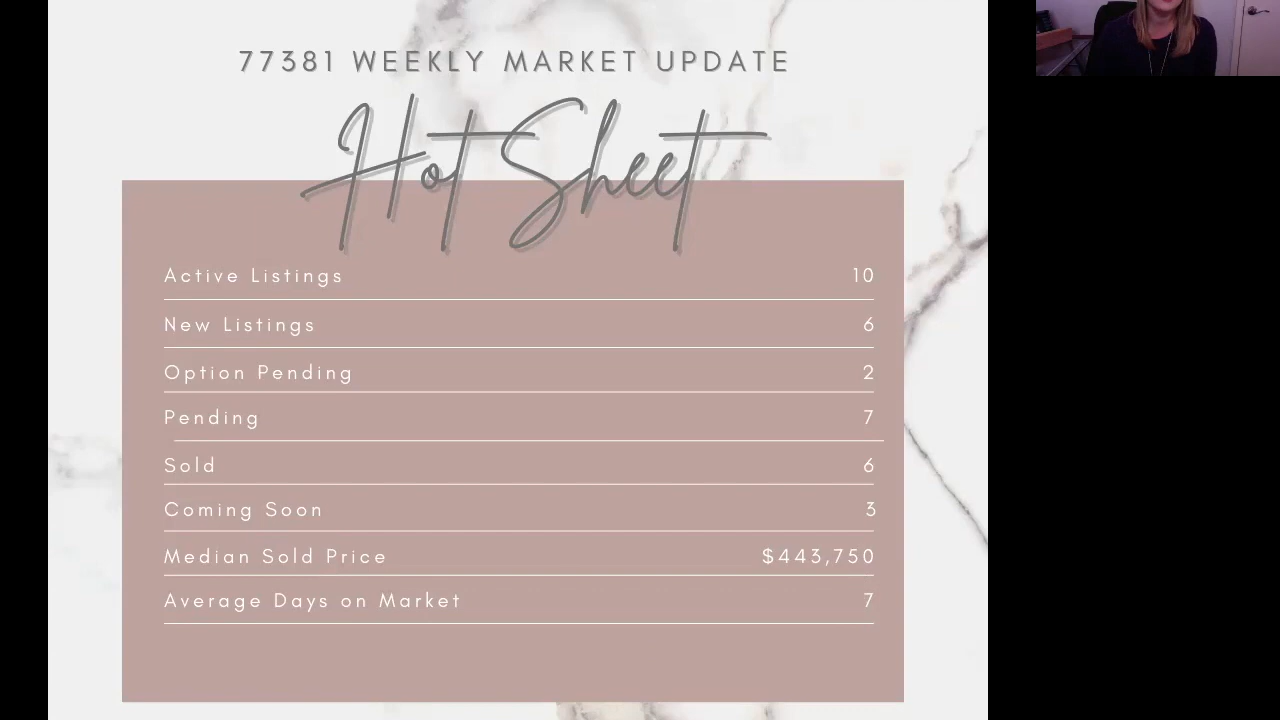 77381 WEEKLY MARKET UPDATE
Hot Sheet
Active Listings 10
New Listings 6
Option Pending 2
Pending 7
Sold 6
Coming Soon 3
Median Sold Price $443,750
Average Days on Market 7